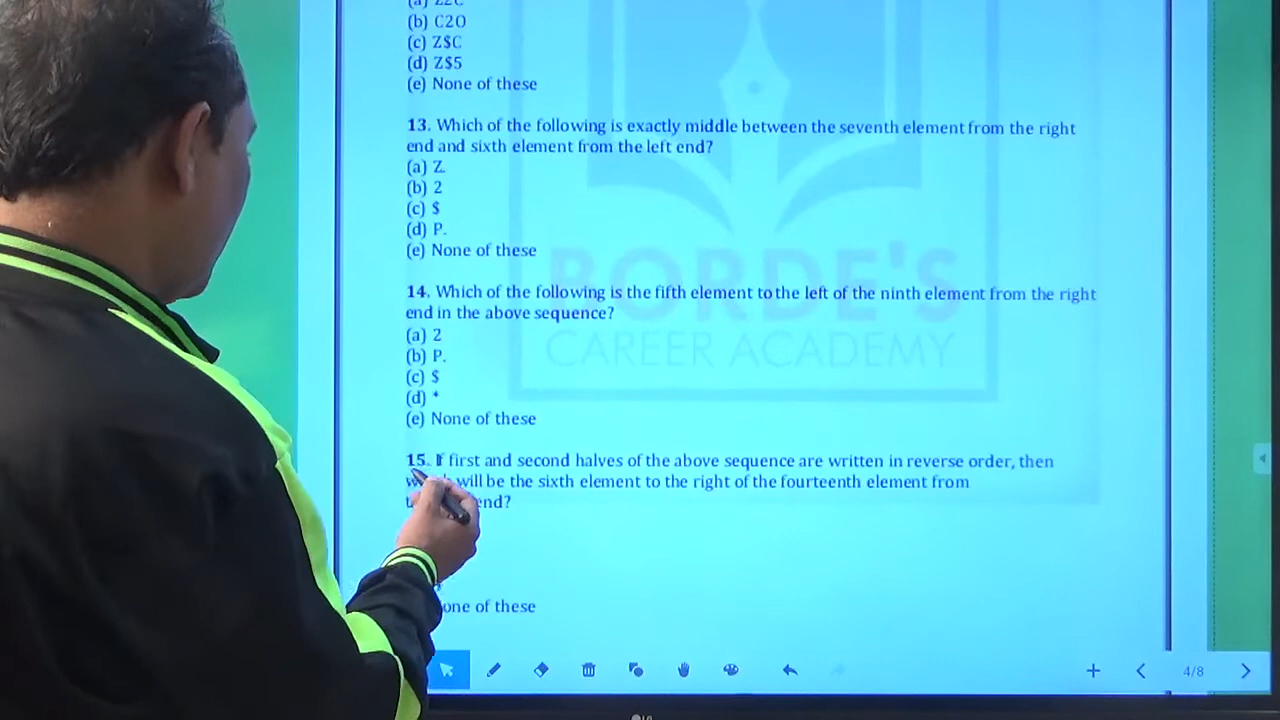 (b) C2O
(c) Z$C
(d) Z$5
(e) None of these
13. Which of the following is exactly middle between the seventh element from the right
end and sixth element from the left end?
(a) Z.
(b) 2
(c) $
(d) P.
(e) None of these
BORDE'S
CAREER ACADEMY
14. Which of the following is the fifth element to the left of the ninth element from the right
end in the above sequence?
(a) 2
(b) P.
(c) $
(d) *
(e) None of these
15. If first and second halves of the above sequence are written in reverse order, then
will be the sixth element to the right of the fourteenth element from
end?
one of these
4/8
LG